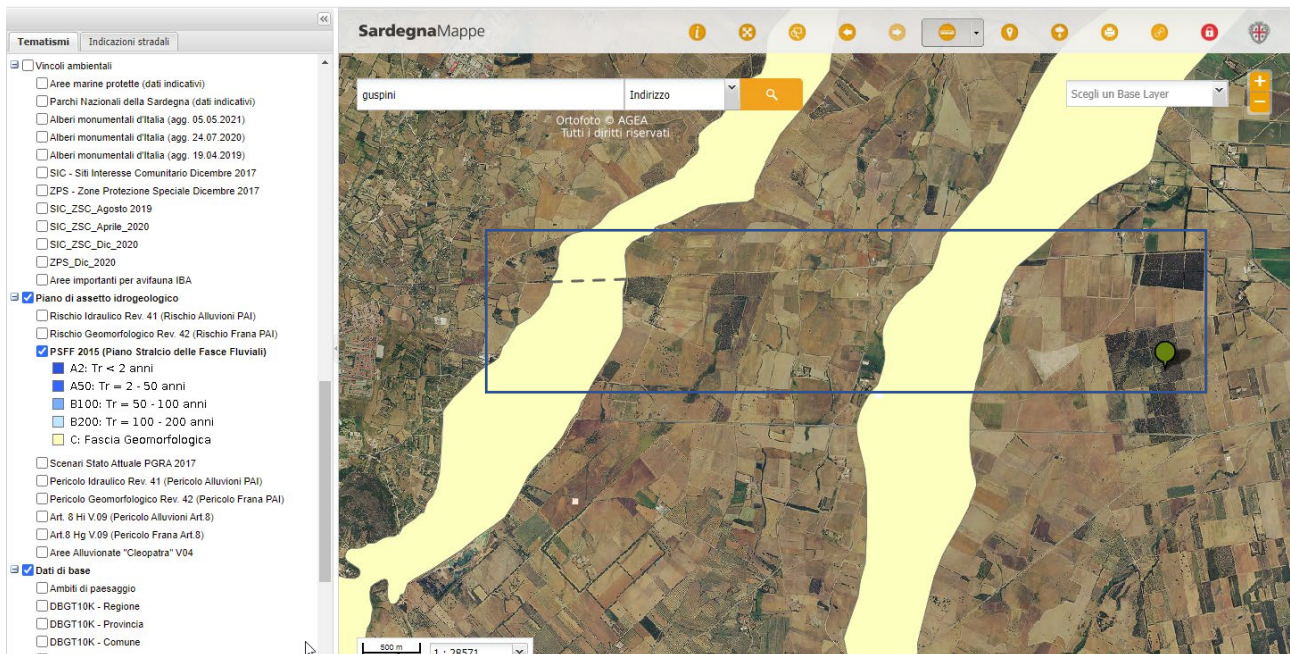 Tematismi
Indicazioni stradali
Vincoli ambientali
Aree marine protette (dati indicativi)
Parchi Nazionali della Sardegna (dati indicativi)
Alberi monumentali d'Italia (agg. 05.05.2021)
Alberi monumentali d'Italia (agg. 24.07.2020)
Alberi monumentali d'Italia (agg. 19.04.2019)
SIC - Siti Interesse Comunitario Dicembre 2017
ZPS - Zone Protezione Speciale Dicembre 2017
SIC_ZSC_Agosto 2019
SIC_ZSC_Aprile_2020
SIC_ZSC_Dic_2020
ZPS_Dic_2020
Aree importanti per avifauna IBA
Piano di assetto idrogeologico
Rischio Idraulico Rev. 41 (Rischio Alluvioni PAI)
Rischio Geomorfologico Rev. 42 (Rischio Frana PAI)
PSFF 2015 (Piano Stralcio delle Fasce Fluviali)
A2: Tr < 2 anni
A50: Tr = 2 - 50 anni
B100: Tr = 50 - 100 anni
B200: Tr = 100 - 200 anni
C: Fascia Geomorfologica
Scenari Stato Attuale PGRA 2017
Pericolo Idraulico Rev. 41 (Pericolo Alluvioni PAI)
Pericolo Geomorfologico Rev. 42 (Pericolo Frana PAI)
Art. 8 Hi V.09 (Pericolo Alluvioni Art.8)
Art.8 Hg V.09 (Pericolo Frana Art.8)
Aree Alluvionate "Cleopatra" V04
Dati di base
Ambiti di paesaggio
DBGT10K - Regione
DBGT10K - Provincia
DBGT10K - Comune
SardegnaMappe
guspini
Indirizzo
Scegli un Base Layer
Ortofoto © AGEA
Tutti i diritti riservati
500 m
1 : 28571